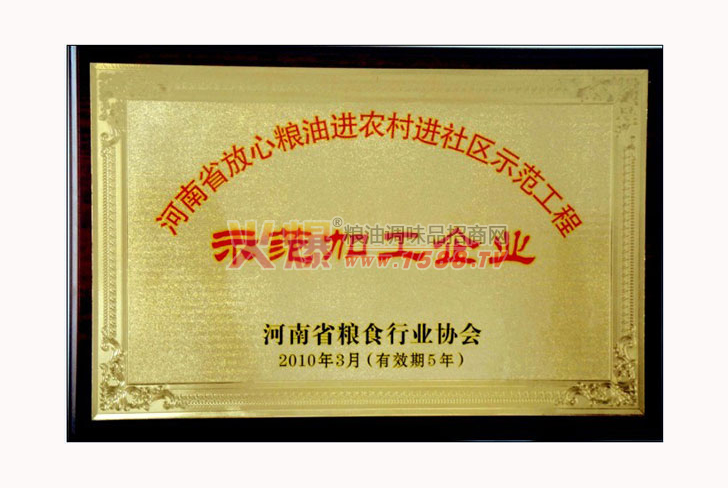 河南省放心粮油进农村进社区示范工程
示范加工企业
火爆®粮油调味品招商网
www.1588.TV
河南省粮食行业协会
2010年3月(有效期5年)